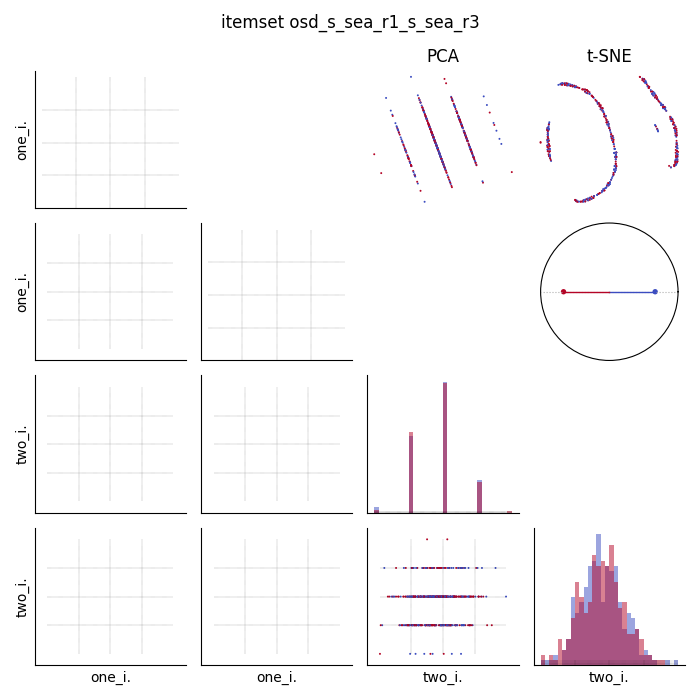 itemset osd_s_sea_r1_s_sea_r3
PCA
t-SNE
one_i.
one_i.
two_i.
two_i.
one_i.
one_i.
two_i.
two_i.